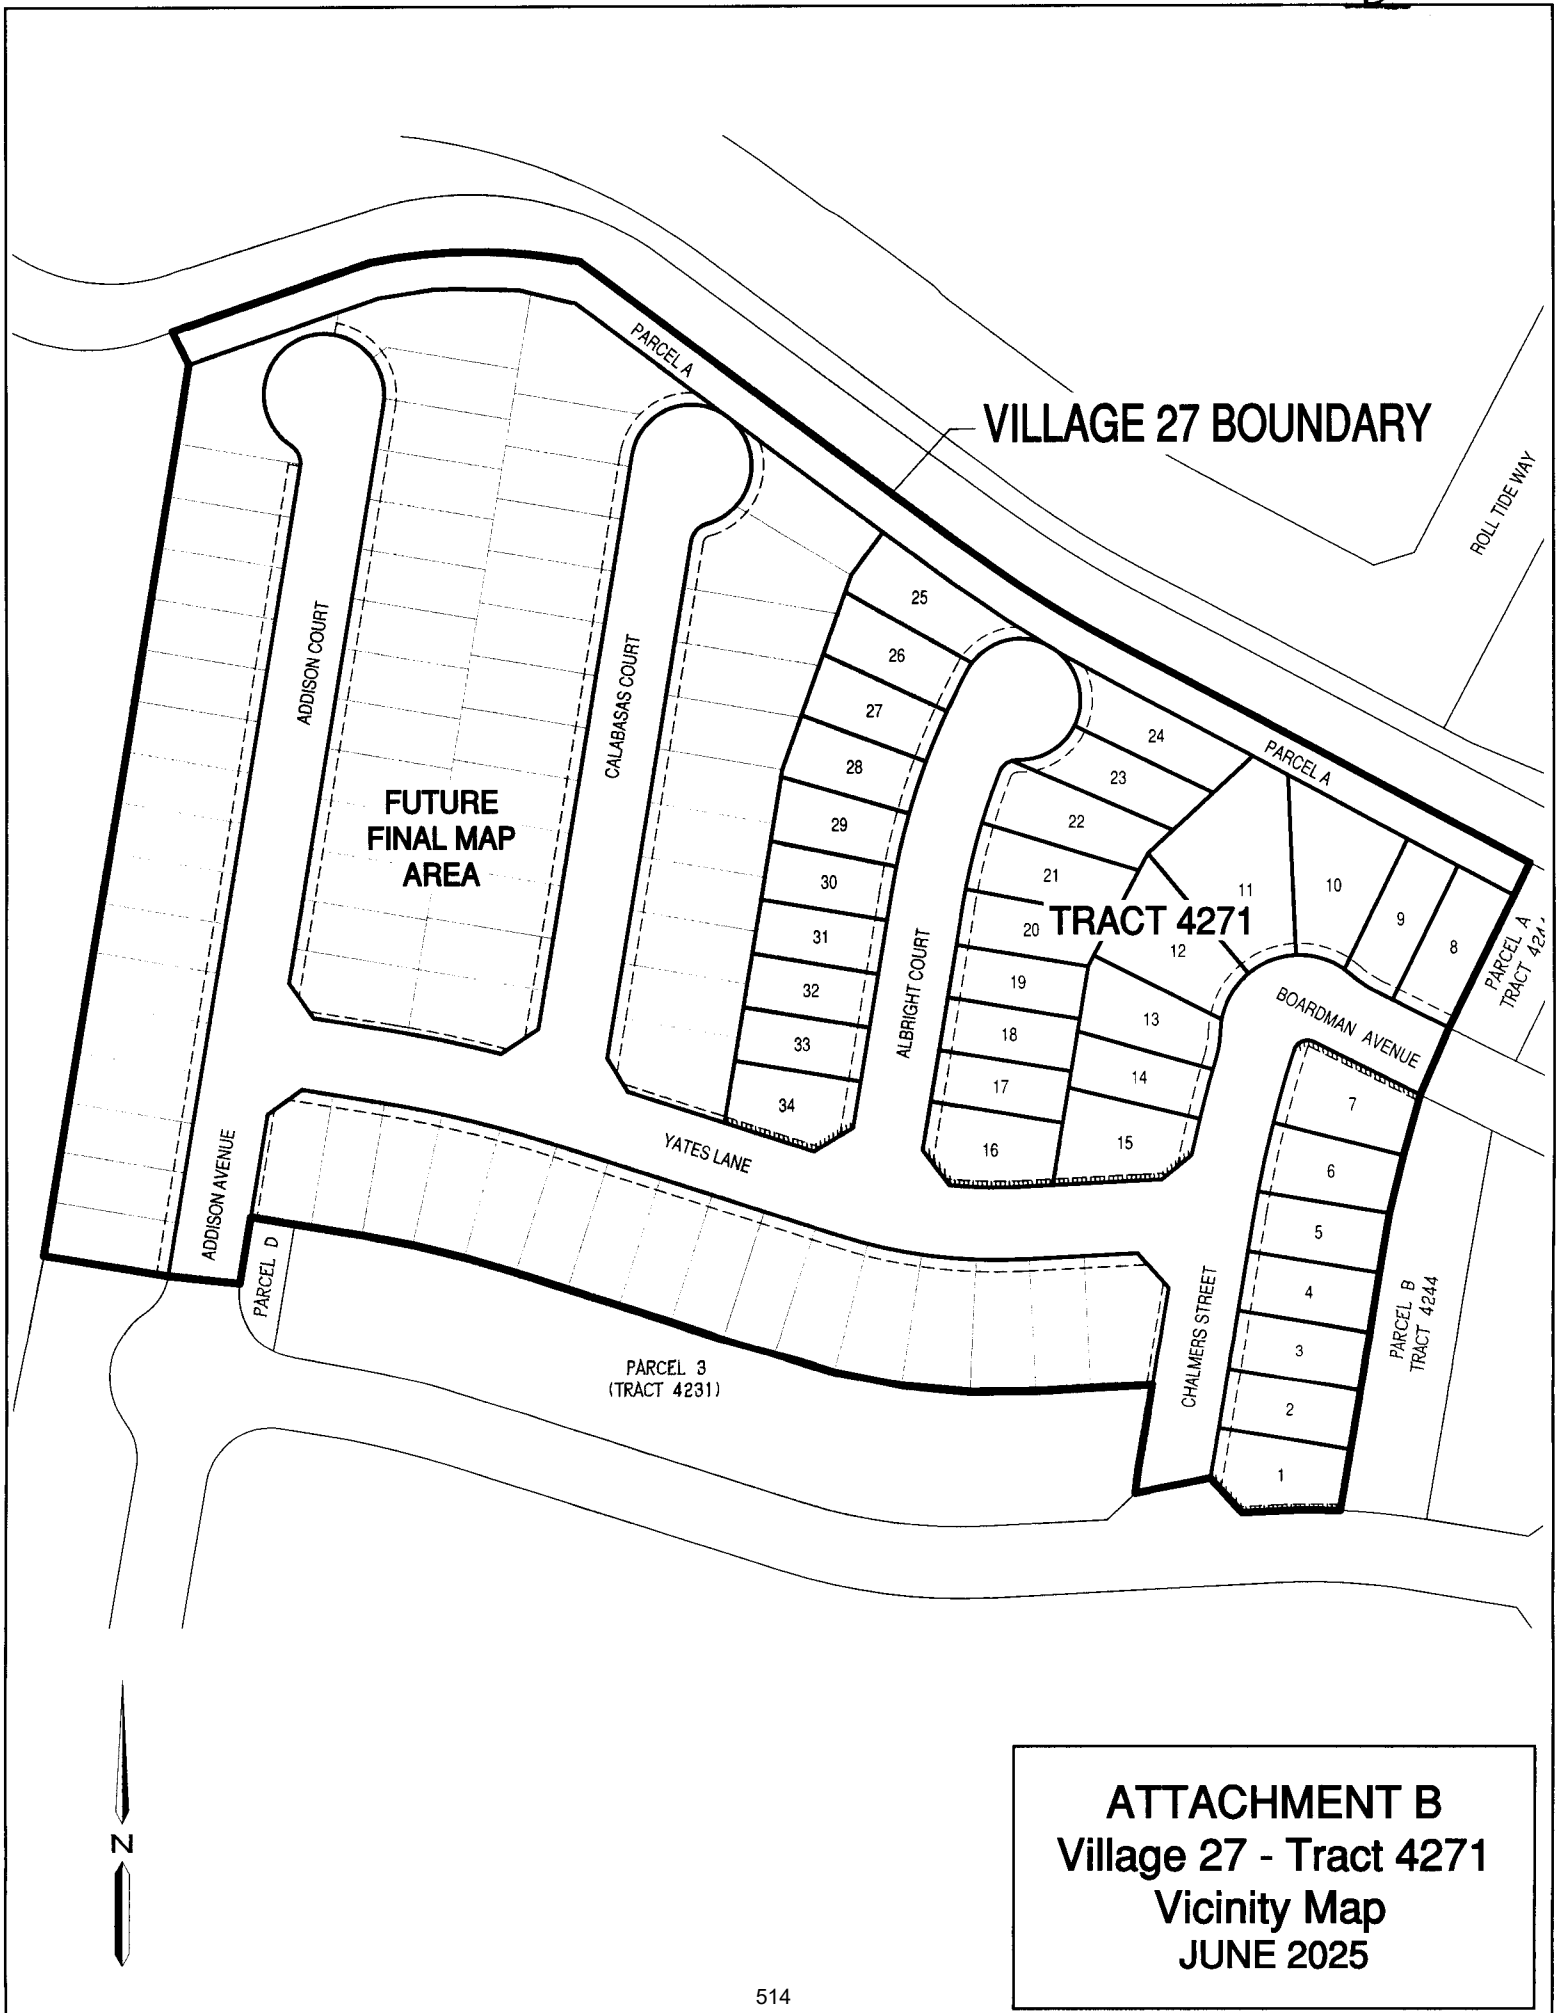 PARCEL A
VILLAGE 27 BOUNDARY
ROLL TIDE WAY
ADDISON COURT
CALABASAS COURT
FUTURE
FINAL MAP
AREA
25
26
27
28
29
30
31
32
33
34
ALBRIGHT COURT
24
23
22
21
20
19
18
17
16
TRACT 4271
PARCEL A
11
10
9
8
12
13
14
15
PARCEL A
BOARDMAN AVENUE
7
6
5
4
3
2
1
CHALMERS STREET
PARCEL B
TRACT 4244
YATES LANE
ADDISON AVENUE
PARCEL D
PARCEL 3
(TRACT 4231)
N
ATTACHMENT B
Village 27 - Tract 4271
Vicinity Map
JUNE 2025
514